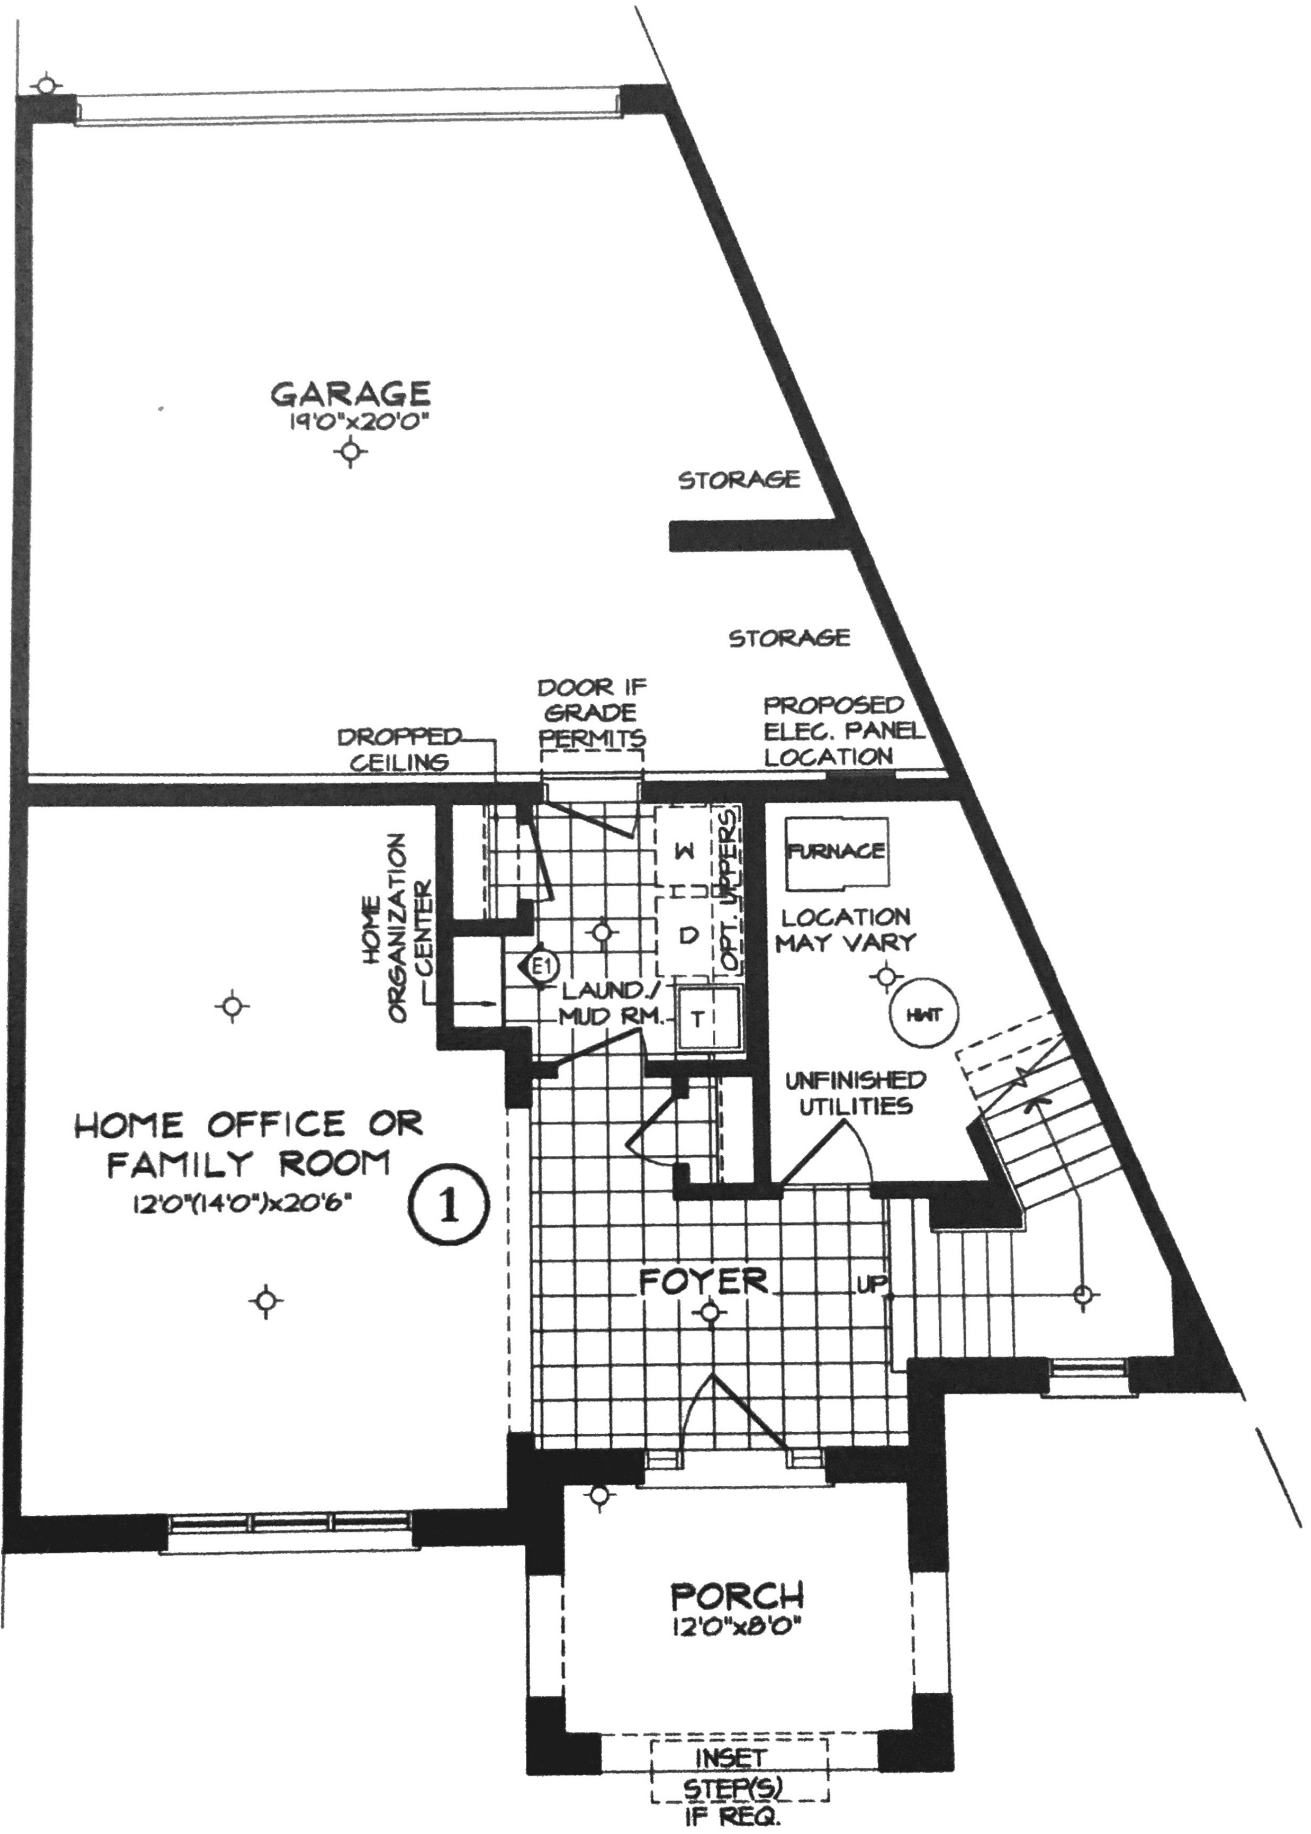 GARAGE
19'0"x20'0"
STORAGE
STORAGE
DOOR IF
GRADE
PERMITS
PROPOSED
ELEC. PANEL
LOCATION
DROPPED
CEILING
HOME
ORGANIZATION
CENTER
W
D
OPT. UPPERS
E1
LAUND./
MUD RM.
T
FURNACE
LOCATION
MAY VARY
HWT
UNFINISHED
UTILITIES
HOME OFFICE OR
FAMILY ROOM
12'0"(14'0")x20'6"
1
FOYER
UP
PORCH
12'0"x8'0"
INSET
STEP(S)
IF REQ.